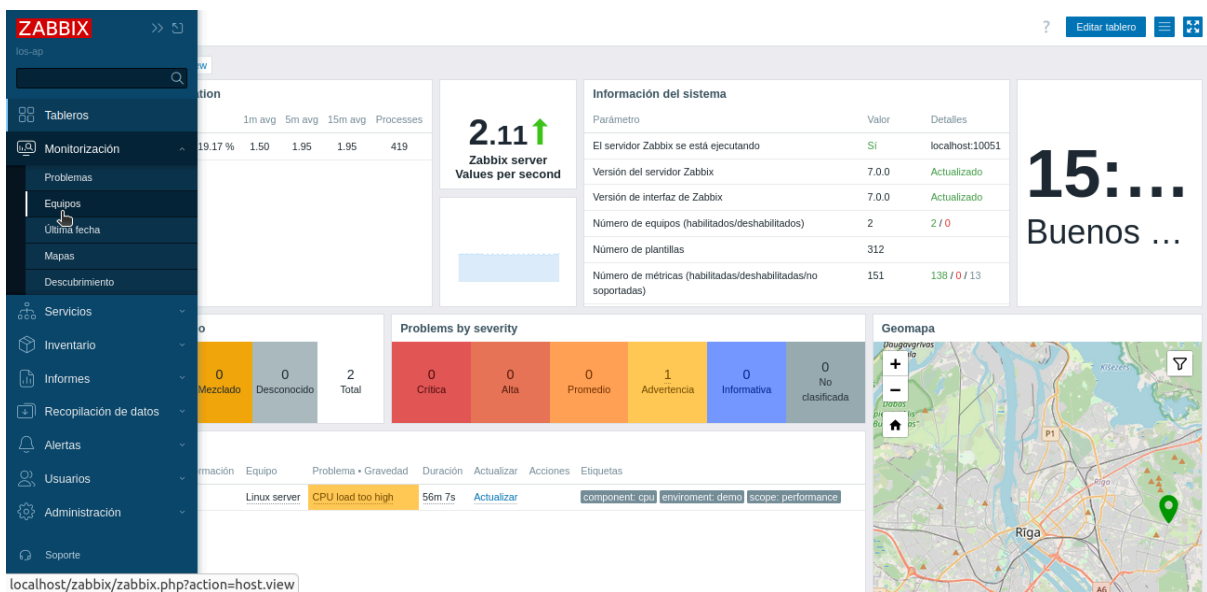 ZABBIX
los-ap
Tableros
Monitorización
Problemas
Equipos
Última fecha
Mapas
Descubrimiento
Servicios
Inventario
Informes
Recopilación de datos
Alertas
Usuarios
Administración
Soporte
localhost/zabbix/zabbix.php?action=host.view
? Editar tablero
ew
tion
1m avg 5m avg 15m avg Processes
19.17 % 1.50 1.95 1.95 419
2.11
Zabbix server
Values per second
Información del sistema
Parámetro Valor Detalles
El servidor Zabbix se está ejecutando Sí localhost:10051
Versión del servidor Zabbix 7.0.0 Actualizado
Versión de interfaz de Zabbix 7.0.0 Actualizado
Número de equipos (habilitados/deshabilitados) 2 2 / 0
Número de plantillas 312
Número de métricas (habilitadas/deshabilitadas/no soportadas) 151 138 / 0 / 13
15:...
Buenos ...
o
0 Mezclado
0 Desconocido
2 Total
Problems by severity
0 Crítica
0 Alta
0 Promedio
1 Advertencia
0 Informativa
0 No clasificada
rmación Equipo Problema • Gravedad Duración Actualizar Acciones Etiquetas
Linux server CPU load too high 56m 7s Actualizar component: cpu enviroment: demo scope: performance
Geomapa
+
−
Daugavgrīvas
Ķīšezers
P1
Rīga
Rīga
A6